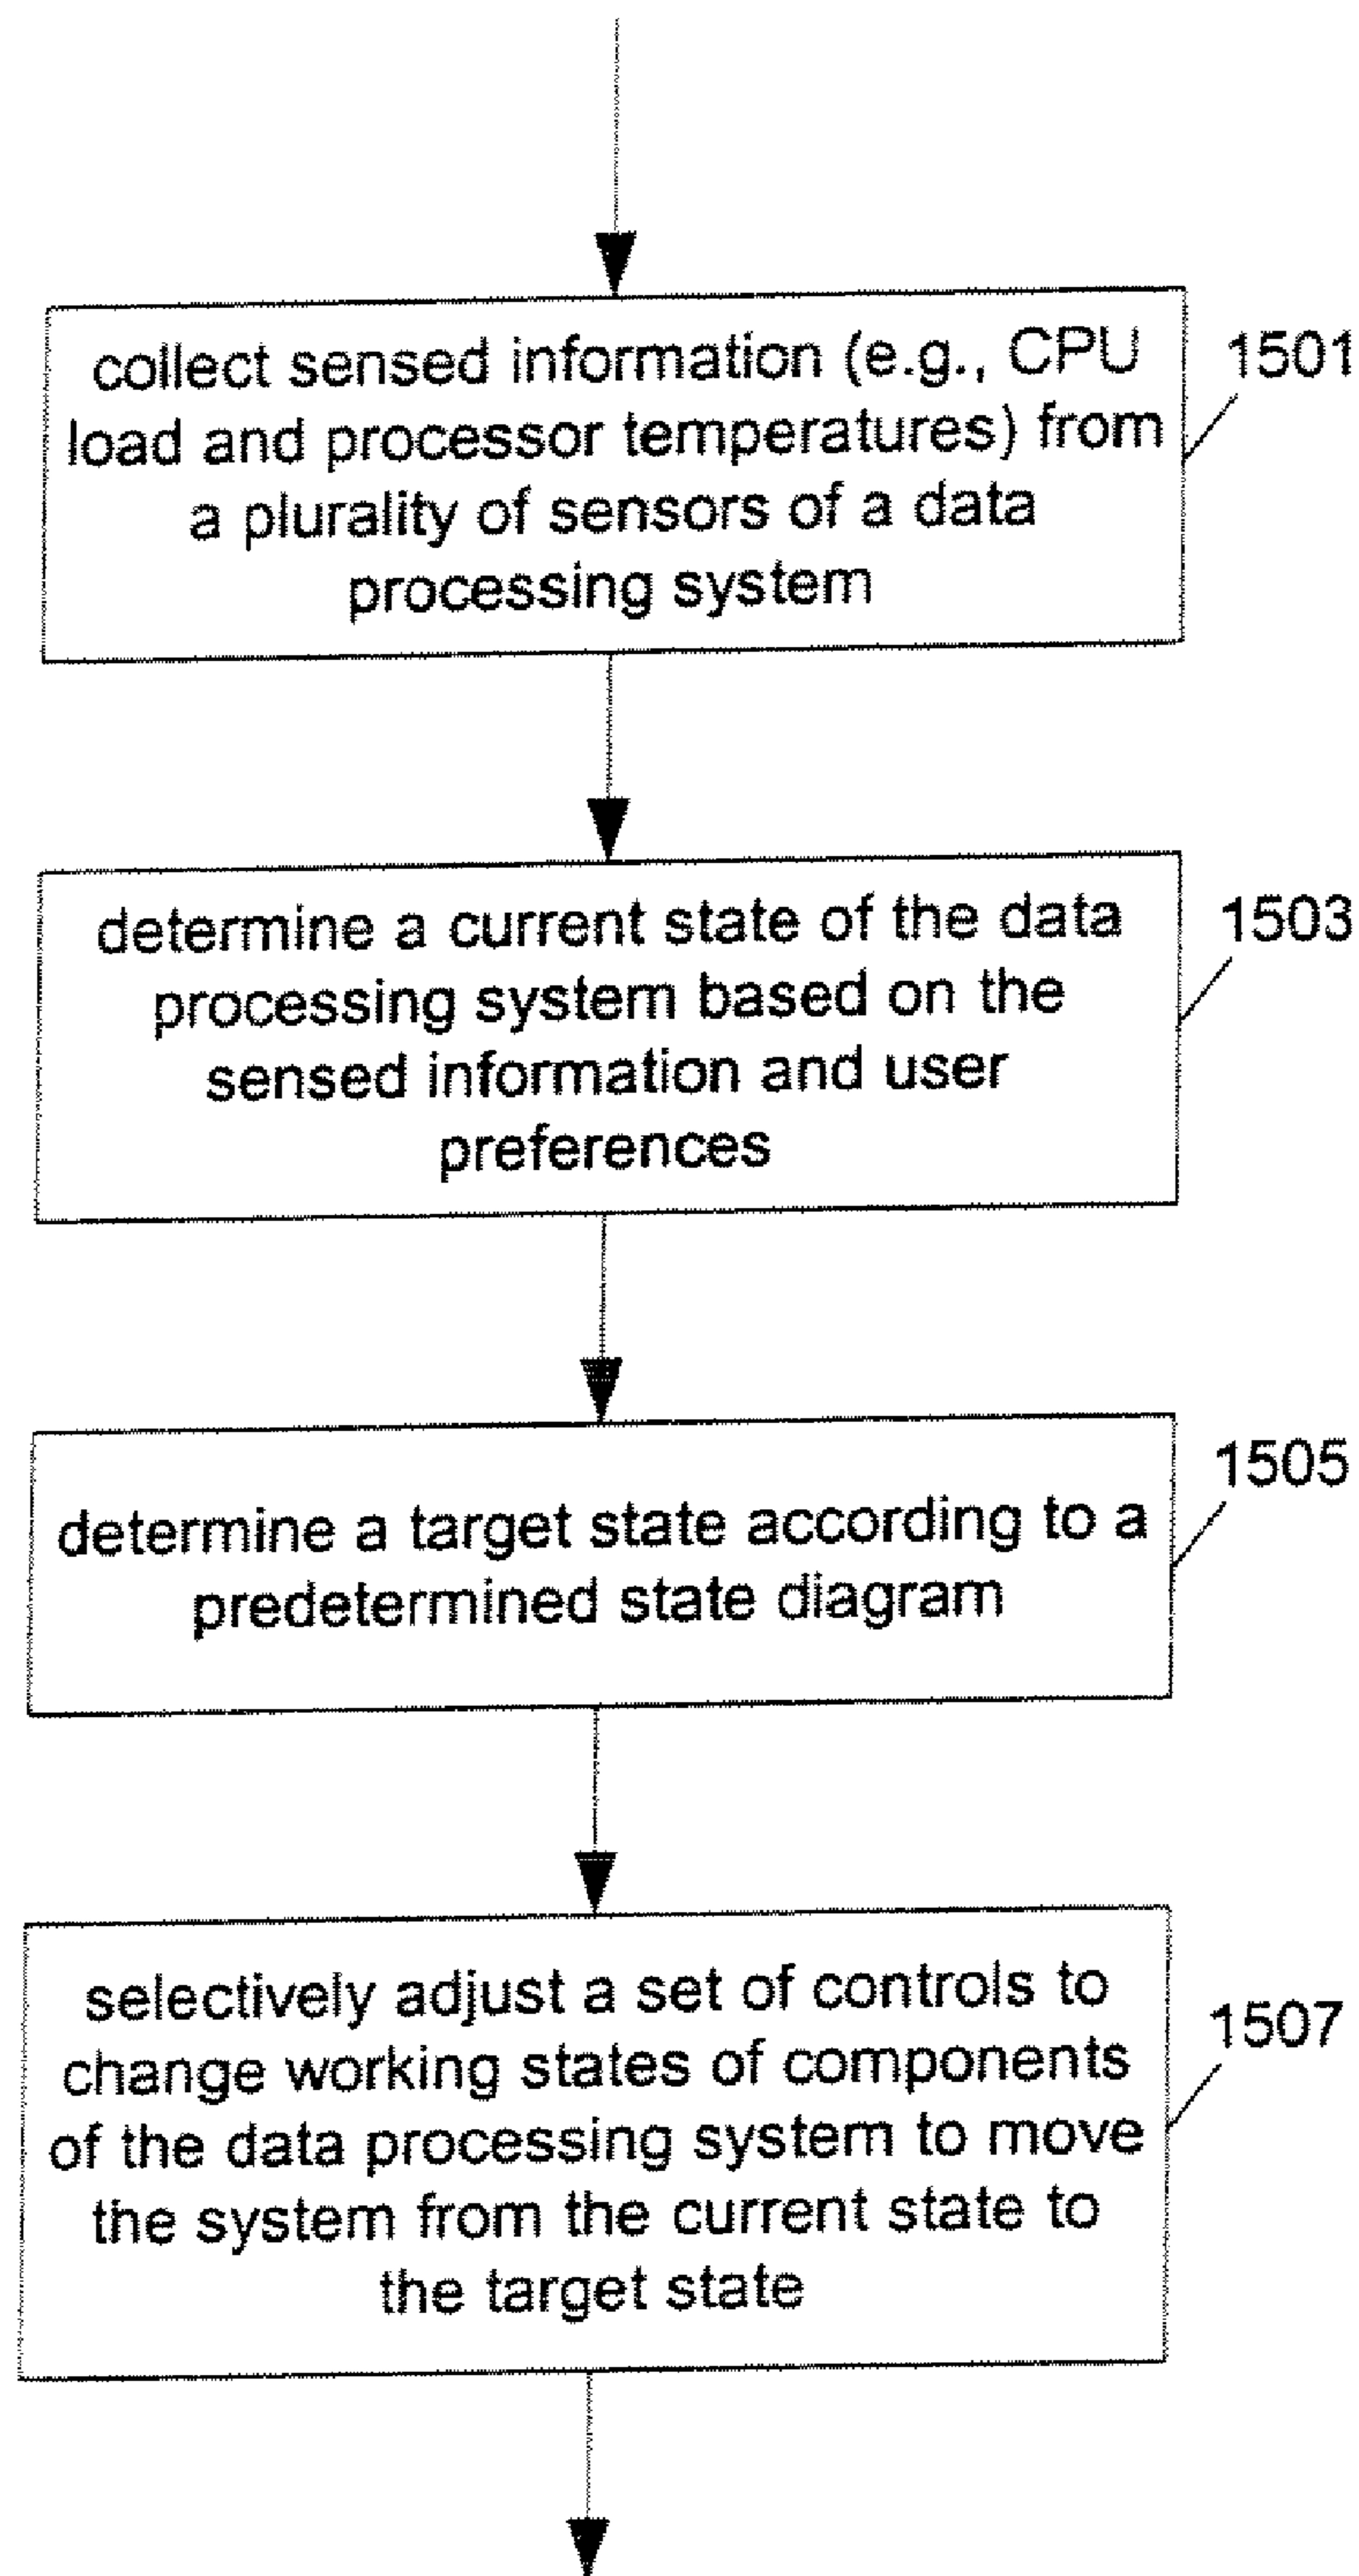 collect sensed information (e.g., CPU
load and processor temperatures) from
a plurality of sensors of a data
processing system
1501
determine a current state of the data
processing system based on the
sensed information and user
preferences
1503
determine a target state according to a
predetermined state diagram
1505
selectively adjust a set of controls to
change working states of components
of the data processing system to move
the system from the current state to
the target state
1507